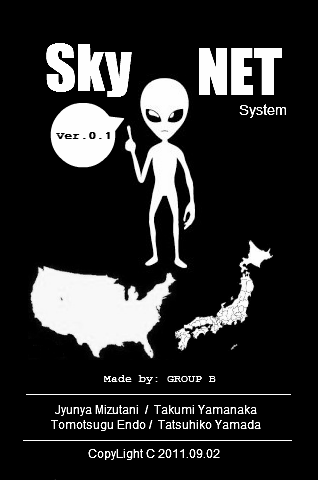 Sky NET
System
Ver.0.1
Made by: GROUP B
Jyunya Mizutani / Takumi Yamanaka
Tomotsugu Endo / Tatsuhiko Yamada
CopyLight C 2011.09.02